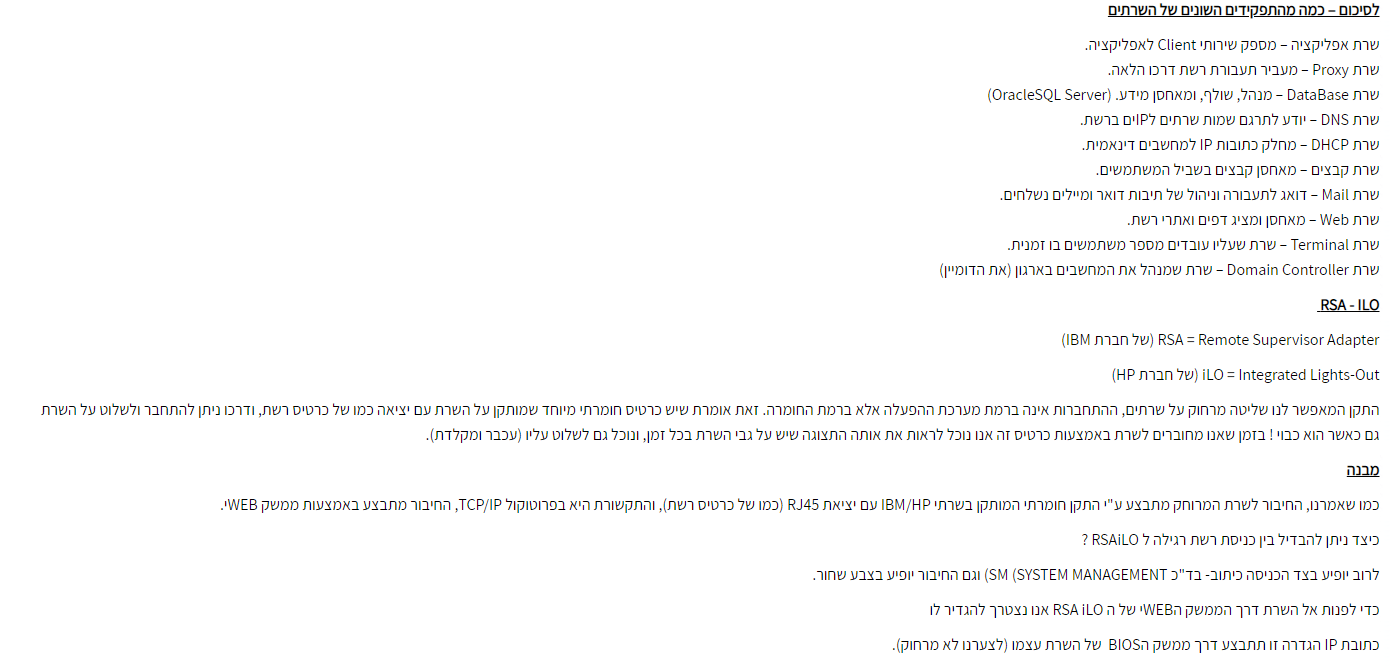 לסיכום – כמה מהתפקידים השונים של השרתים
שרת אפליקציה – מספק שירותי Client לאפליקציה.
שרת Proxy – מעביר תעבורת רשת דרכו הלאה.
שרת DataBase – מנהל, שולף, ומאחסן מידע. (OracleSQL Server)
שרת DNS – יודע לתרגם שמות שרתים לIPים ברשת.
שרת DHCP – מחלק כתובות IP למחשבים דינאמית.
שרת קבצים – מאחסן קבצים בשביל המשתמשים.
שרת Mail – דואג לתעבורה וניהול של תיבות דואר ומיילים נשלחים.
שרת Web – מאחסן ומציג דפים ואתרי רשת.
שרת Terminal – שרת שעליו עובדים מספר משתמשים בו זמנית.
שרת Domain Controller – שרת שמנהל את המחשבים בארגון (את הדומיין)
RSA - ILO
RSA = Remote Supervisor Adapter (של חברת IBM)
iLO = Integrated Lights-Out (של חברת HP)
התקן המאפשר לנו שליטה מרחוק על שרתים, ההתחברות אינה ברמת מערכת ההפעלה אלא ברמת החומרה. זאת אומרת שיש כרטיס חומרתי מיוחד שמותקן על השרת עם יציאה כמו של כרטיס רשת, ודרכו ניתן להתחבר ולשלוט על השרת
גם כאשר הוא כבוי ! בזמן שאנו מחוברים לשרת באמצעות כרטיס זה אנו נוכל לראות את אותה התצוגה שיש על גבי השרת בכל זמן, ונוכל גם לשלוט עליו (עכבר ומקלדת).
מבנה
כמו שאמרנו, החיבור לשרת המרוחק מתבצע ע"י התקן חומרתי המותקן בשרתי IBM/HP עם יציאת RJ45 (כמו של כרטיס רשת), והתקשורת היא בפרוטוקול TCP/IP, החיבור מתבצע באמצעות ממשק WEBי.
כיצד ניתן להבדיל בין כניסת רשת רגילה ל RSAiLO ?
לרוב יופיע בצד הכניסה כיתוב- בד"כ SM (SYSTEM MANAGEMENT) וגם החיבור יופיע בצבע שחור.
כדי לפנות אל השרת דרך הממשק הWEBי של ה RSA iLO אנו נצטרך להגדיר לו
כתובת IP הגדרה זו תתבצע דרך ממשק הBIOS של השרת עצמו (לצערנו לא מרחוק).